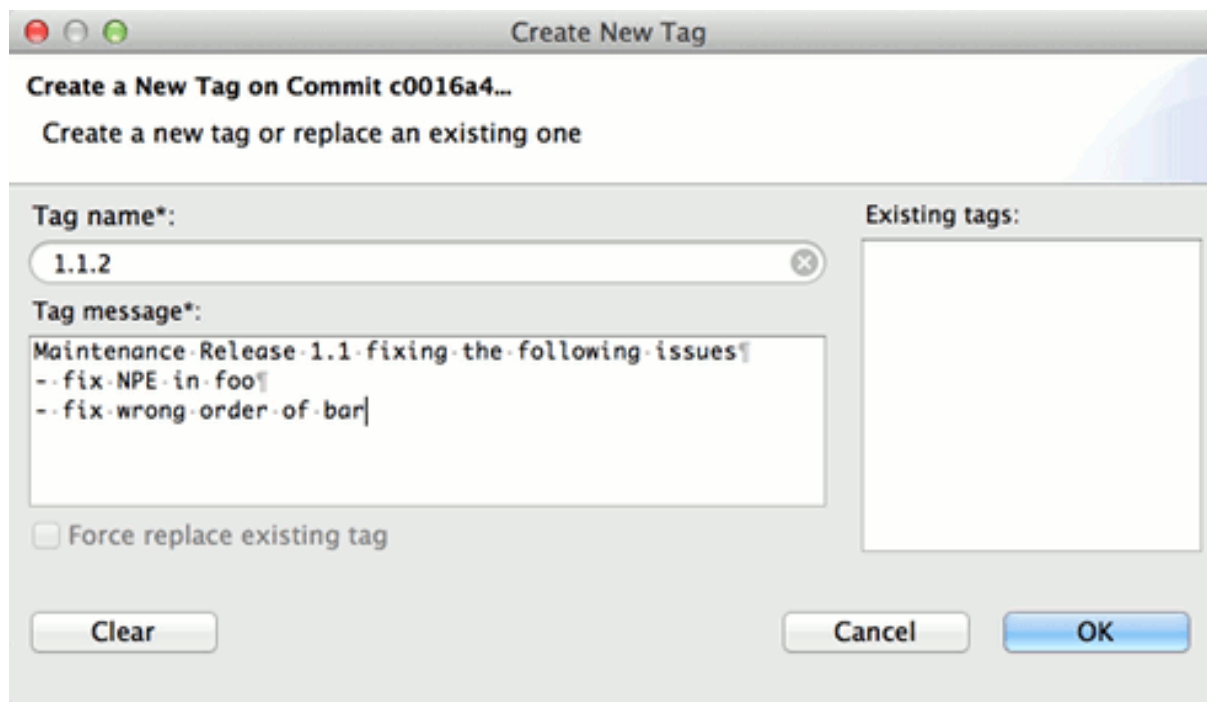 Create New Tag
Create a New Tag on Commit c0016a4...
Create a new tag or replace an existing one
Tag name*:
1.1.2
Tag message*:
Maintenance·Release·1.1·fixing·the·following·issues¶
-·fix·NPE·in·foo¶
-·fix·wrong·order·of·bar
Force replace existing tag
Existing tags:
Clear
Cancel
OK